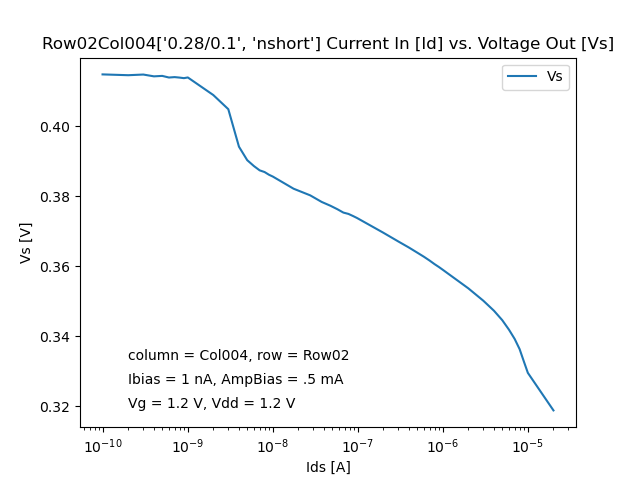 Row02Col004['0.28/0.1', 'nshort'] Current In [Id] vs. Voltage Out [Vs]
Vs
0.40
0.38
0.36
0.34
0.32
Vs [V]
column = Col004, row = Row02
Ibias = 1 nA, AmpBias = .5 mA
Vg = 1.2 V, Vdd = 1.2 V
10⁻¹⁰ 10⁻⁹ 10⁻⁸ 10⁻⁷ 10⁻⁶ 10⁻⁵
Ids [A]